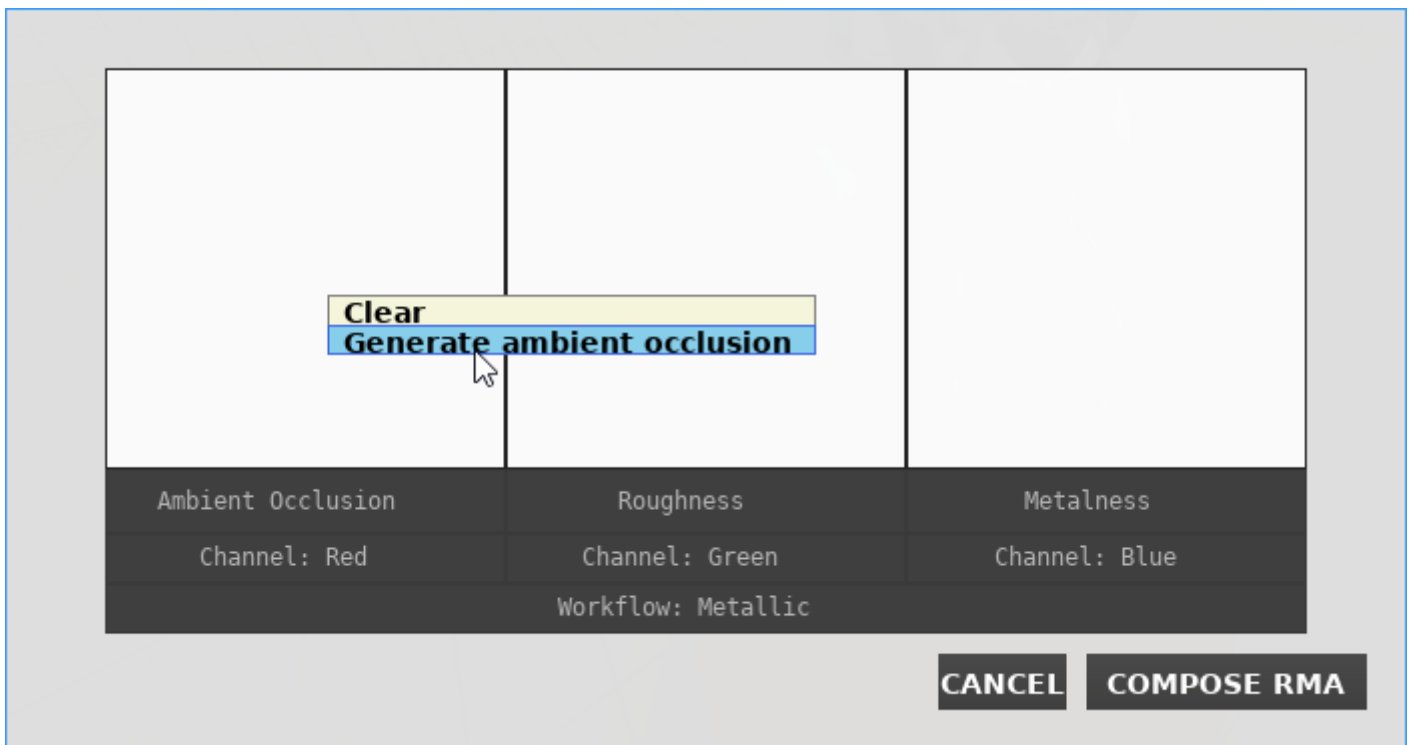 Clear
Generate ambient occlusion
Ambient Occlusion
Roughness
Metalness
Channel: Red
Channel: Green
Channel: Blue
Workflow: Metallic
CANCEL
COMPOSE RMA